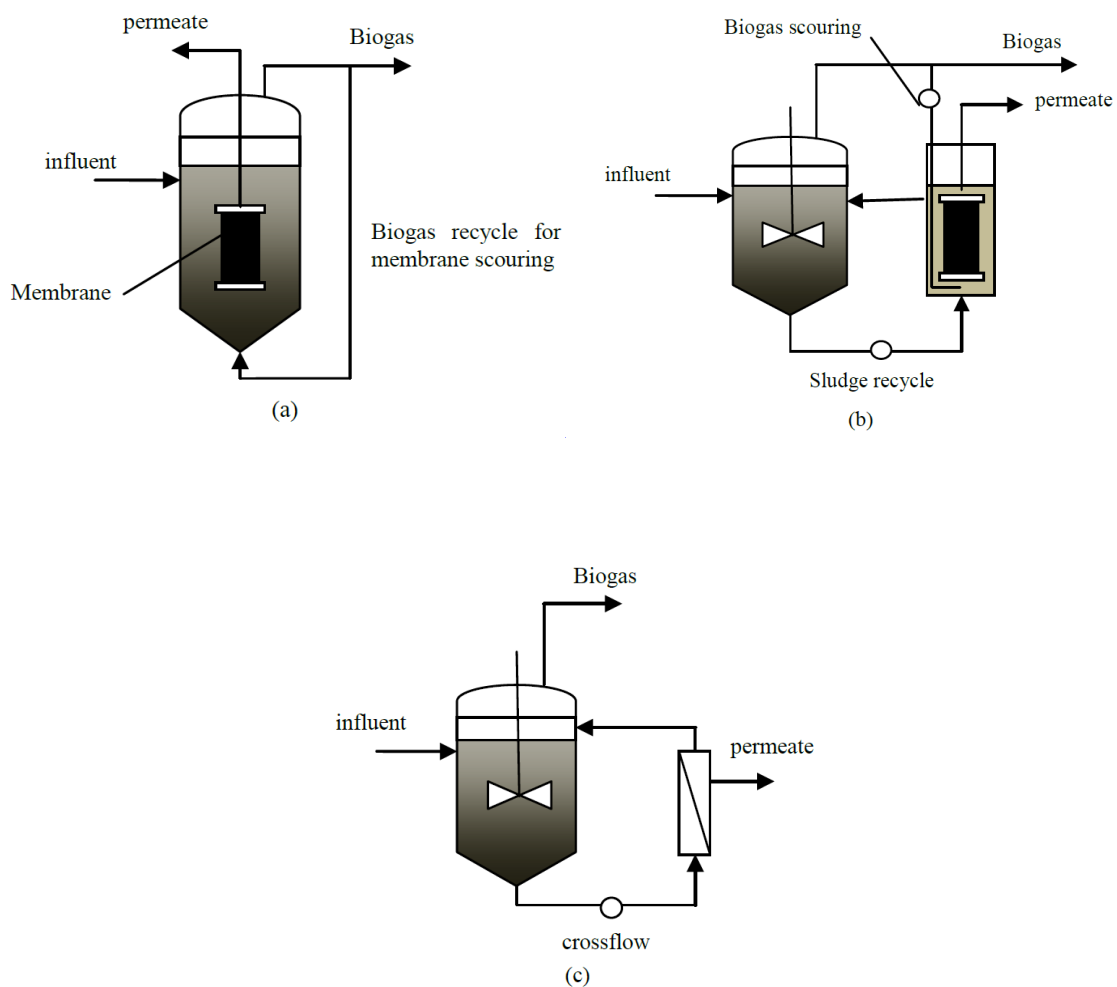 permeate
Biogas
influent
Biogas recycle for
membrane scouring
Membrane
(a)
Biogas scouring
Biogas
permeate
influent
Sludge recycle
(b)
Biogas
influent
permeate
crossflow
(c)